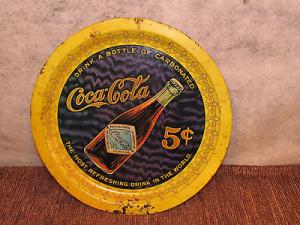 DRINK A BOTTLE OF CARBONATED
Coca-Cola
5¢
THE MOST REFRESHING DRINK IN THE WORLD